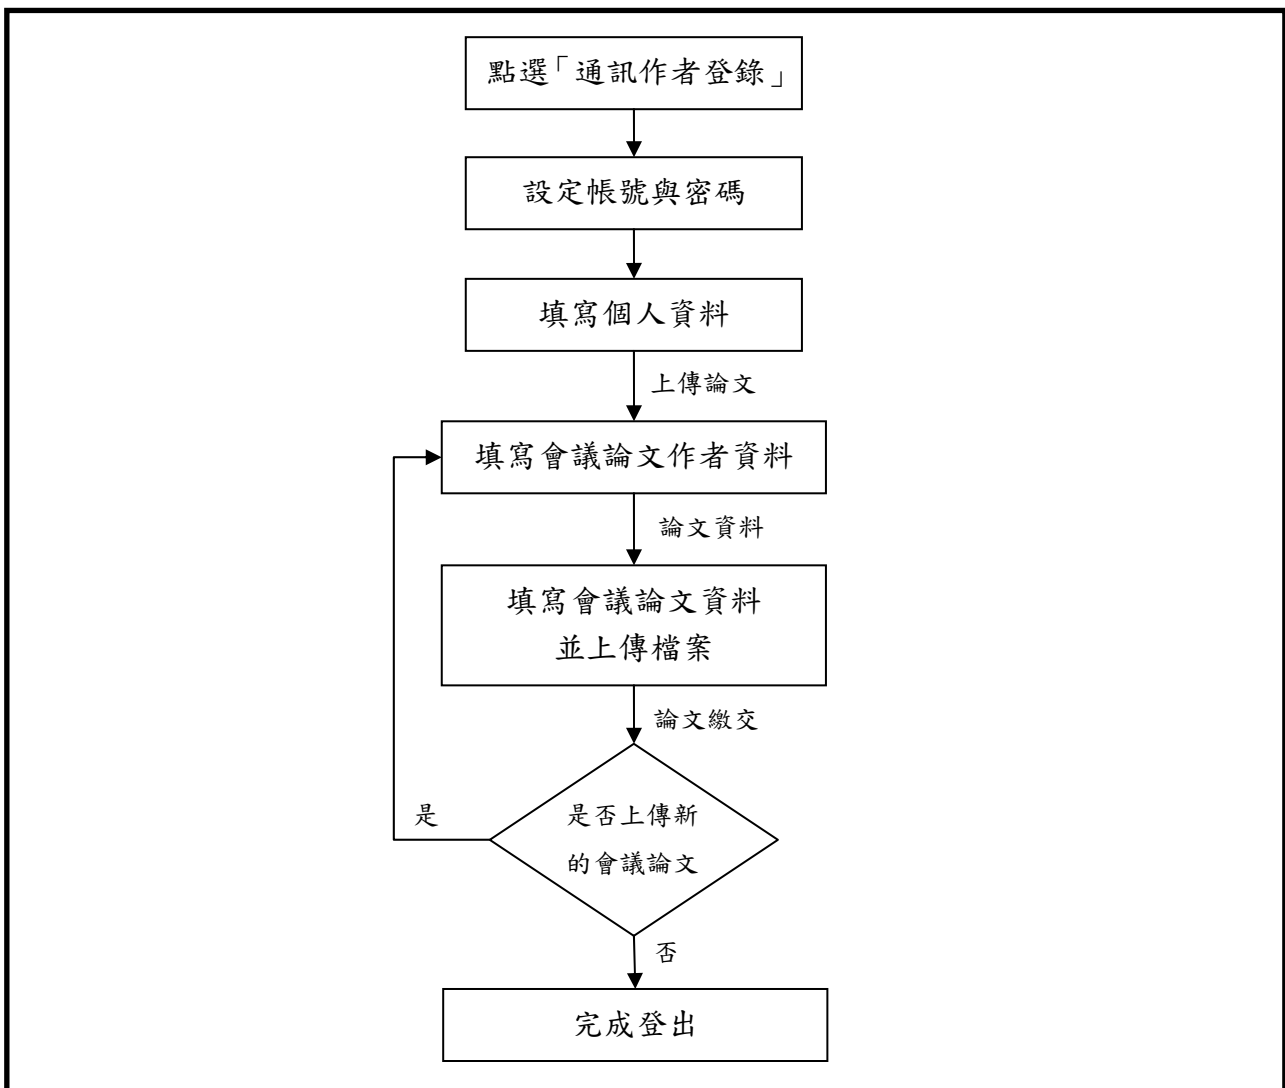 點選「通訊作者登錄」
設定帳號與密碼
填寫個人資料
上傳論文
填寫會議論文作者資料
論文資料
填寫會議論文資料
並上傳檔案
論文繳交
是
是否上傳新
的會議論文
否
完成登出